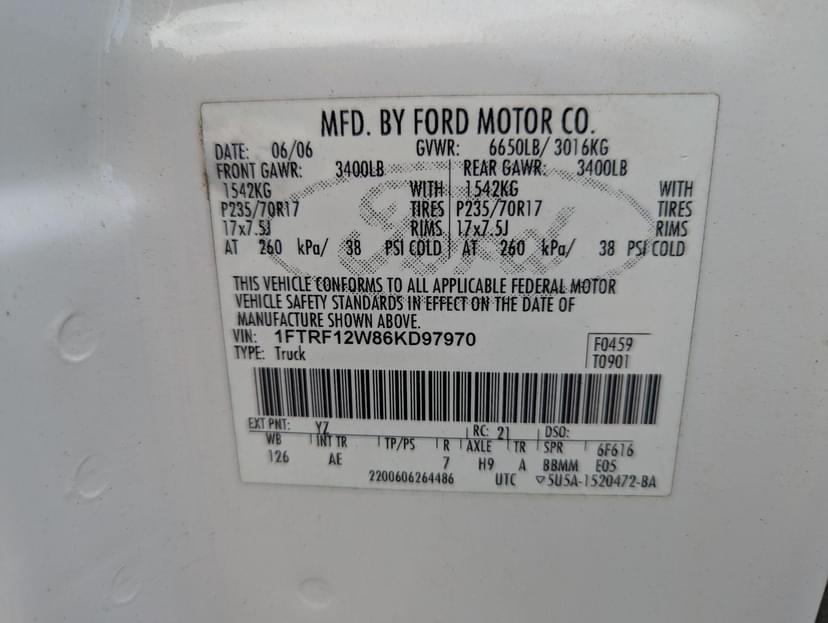 MFD. BY FORD MOTOR CO.
DATE: 06/06 GVWR: 6650LB/ 3016KG
FRONT GAWR: 3400LB REAR GAWR: 3400LB
1542KG WITH 1542KG WITH
P235/70R17 TIRES P235/70R17 TIRES
17x7.5J RIMS 17x7.5J RIMS
AT 260 kPa/ 38 PSI COLD AT 260 kPa/ 38 PSI COLD
Ford
THIS VEHICLE CONFORMS TO ALL APPLICABLE FEDERAL MOTOR
VEHICLE SAFETY STANDARDS IN EFFECT ON THE DATE OF
MANUFACTURE SHOWN ABOVE.
VIN: 1FTRF12W86KD97970
TYPE: Truck
F0459
T0901
EXT PNT: YZ RC: 21 DSO:
WB INT TR TP/PS R AXLE TR SPR 6F616
126 AE 7 H9 A BBMM E05
2200606264486 UTC ▽5U5A-1520472-BA